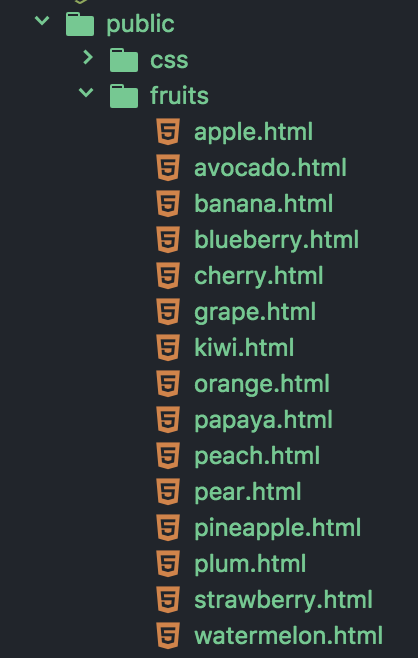 public
css
fruits
apple.html
avocado.html
banana.html
blueberry.html
cherry.html
grape.html
kiwi.html
orange.html
papaya.html
peach.html
pear.html
pineapple.html
plum.html
strawberry.html
watermelon.html